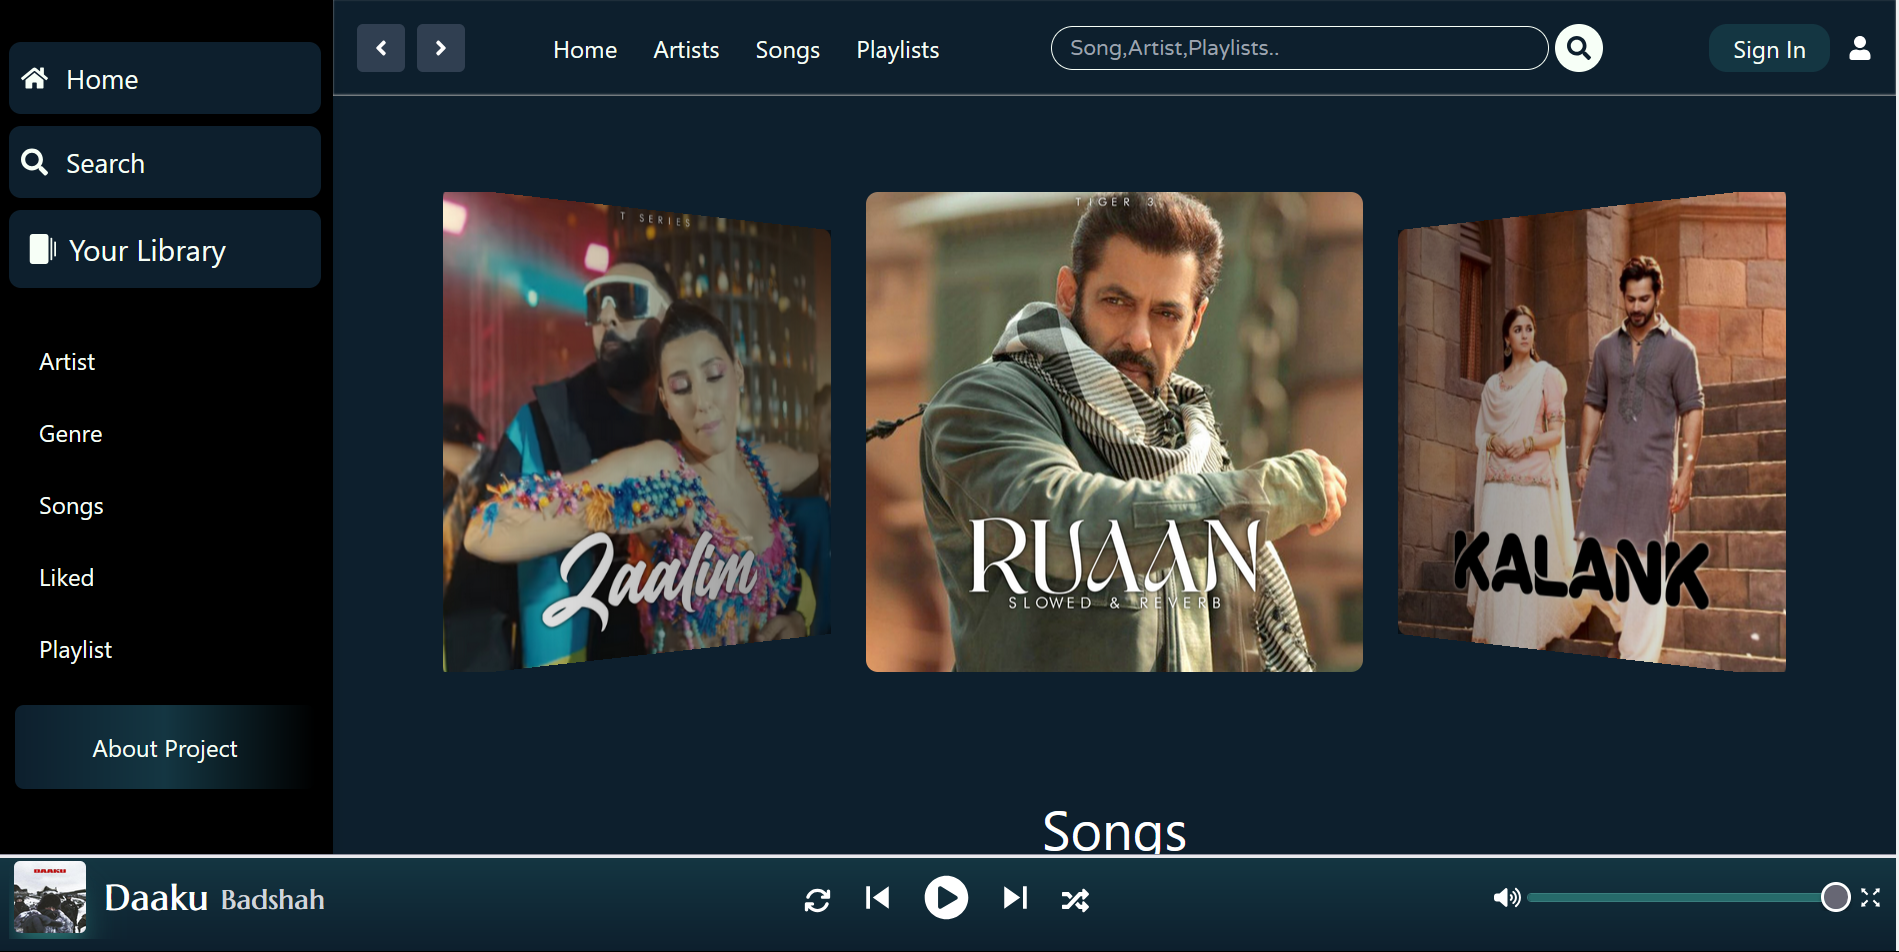 Home
Search
Your Library
Artist
Genre
Songs
Liked
Playlist
About Project
Home Artists Songs Playlists
Song,Artist,Playlists..
Sign In
T SERIES
Zaalim
TIGER 3
RUAAN
SLOWED & REVERB
KALANK
Songs
DAAKU
Daaku Badshah